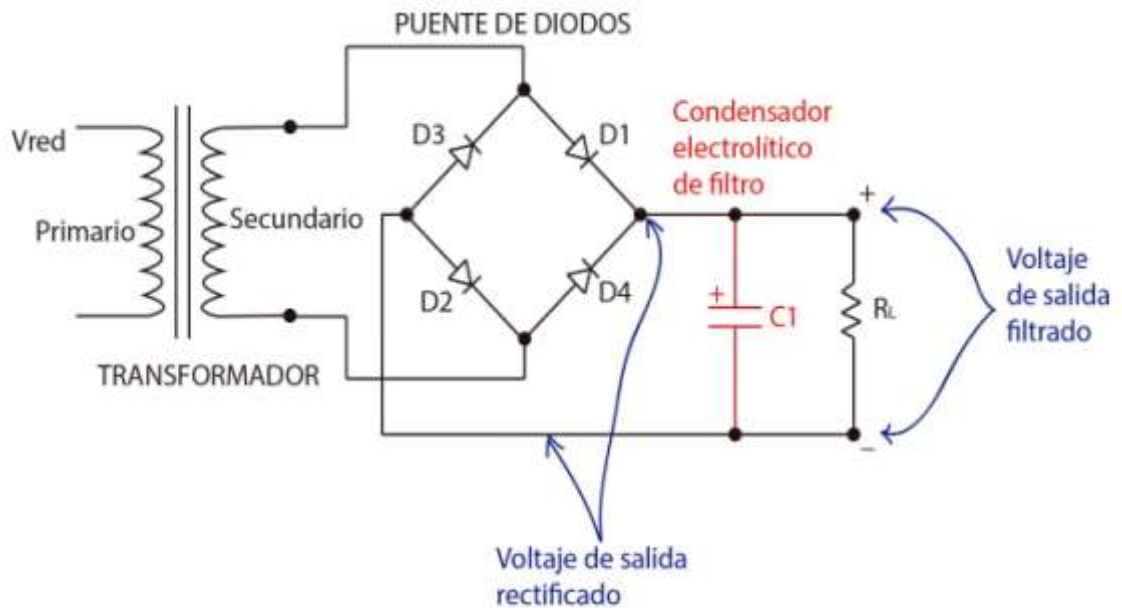 PUENTE DE DIODOS
Vred
Primario
Secundario
TRANSFORMADOR
D3
D1
D2
D4
Condensador
electrolítico
de filtro
+
C1
+
RL
–
Voltaje
de salida
filtrado
Voltaje de salida
rectificado